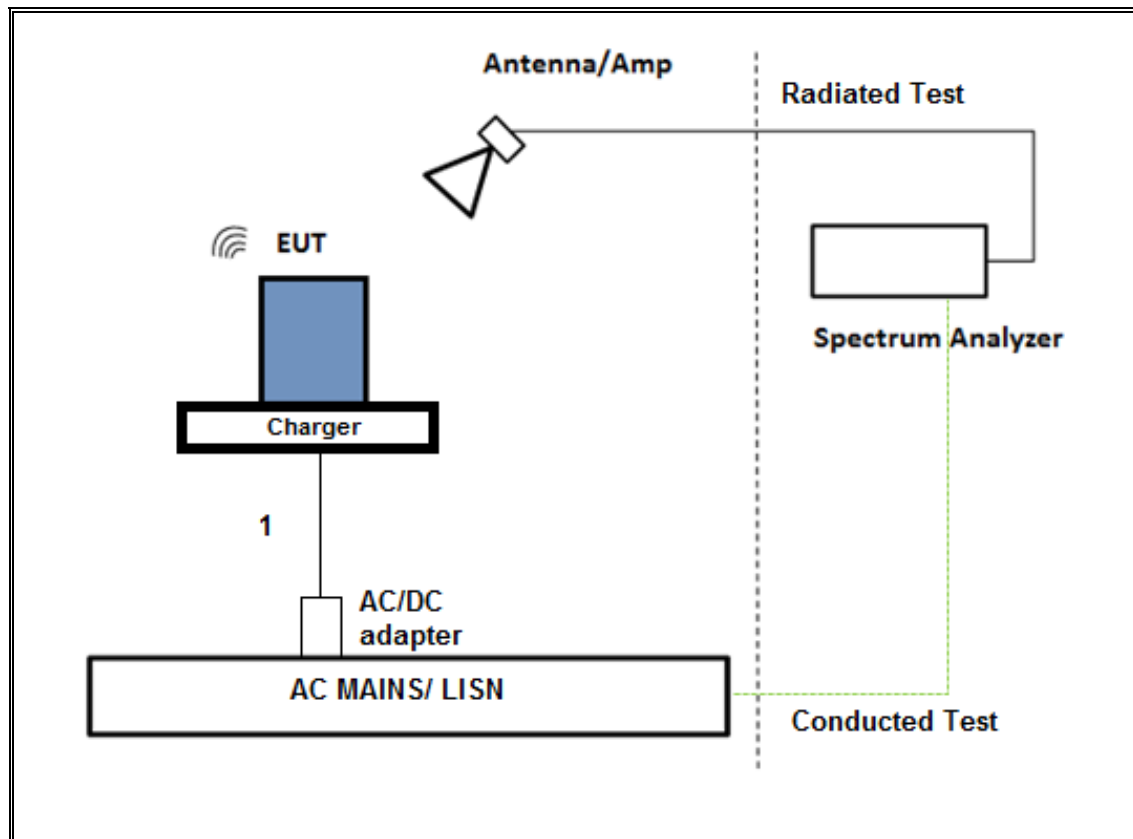 Antenna/Amp
Radiated Test
EUT
Spectrum Analyzer
Charger
1
AC/DC
adapter
AC MAINS/ LISN
Conducted Test